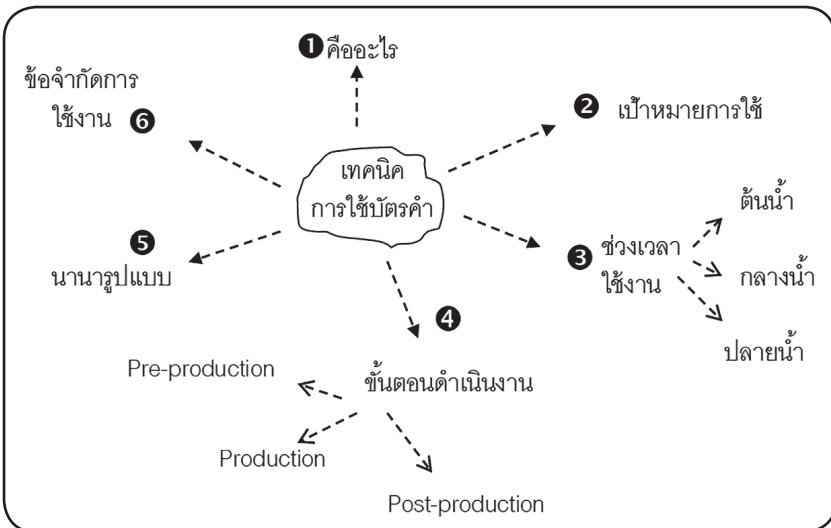 เทคนิค
การใช้บัตรคำ
❶ คืออะไร
❷ เป้าหมายการใช้
❸ ช่วงเวลา
ใช้งาน
ต้นน้ำ
กลางน้ำ
ปลายน้ำ
❹
ขั้นตอนดำเนินงาน
Pre-production
Production
Post-production
❺
นานารูปแบบ
ข้อจำกัดการ
ใช้งาน ❻